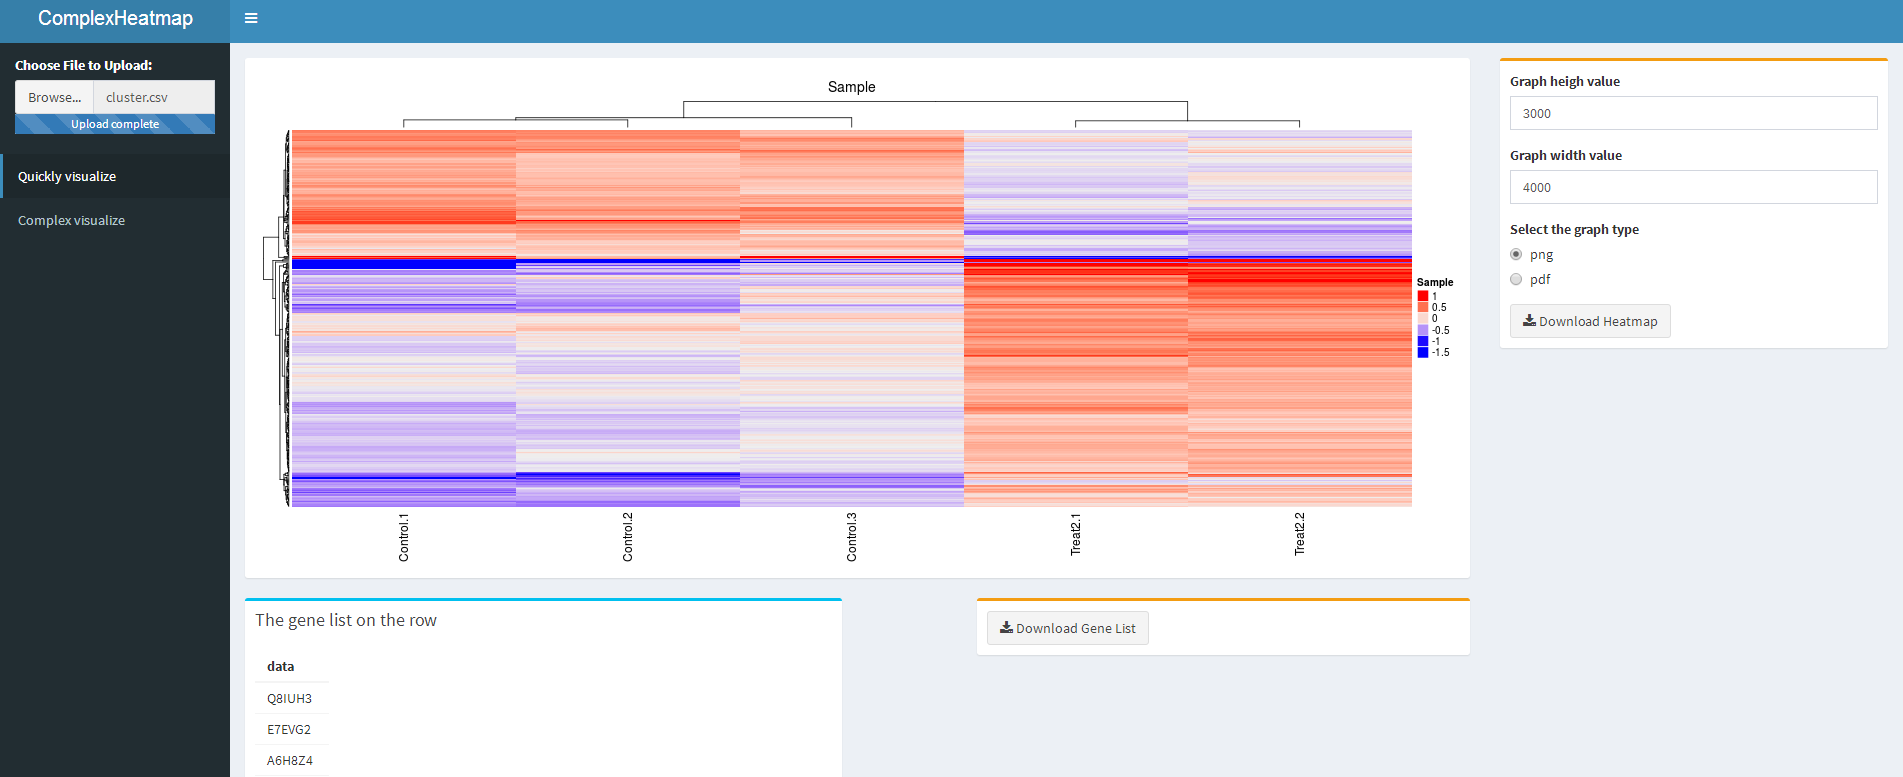 ComplexHeatmap
Choose File to Upload:
Browse... cluster.csv
Upload complete
Quickly visualize
Complex visualize
Sample
Sample
1
0.5
0
-0.5
-1
-1.5
Control.1
Control.2
Control.3
Treat2.1
Treat2.2
Graph heigh value
3000
Graph width value
4000
Select the graph type
png
pdf
Download Heatmap
The gene list on the row
data
Q8IUH3
E7EVG2
A6H8Z4
Download Gene List